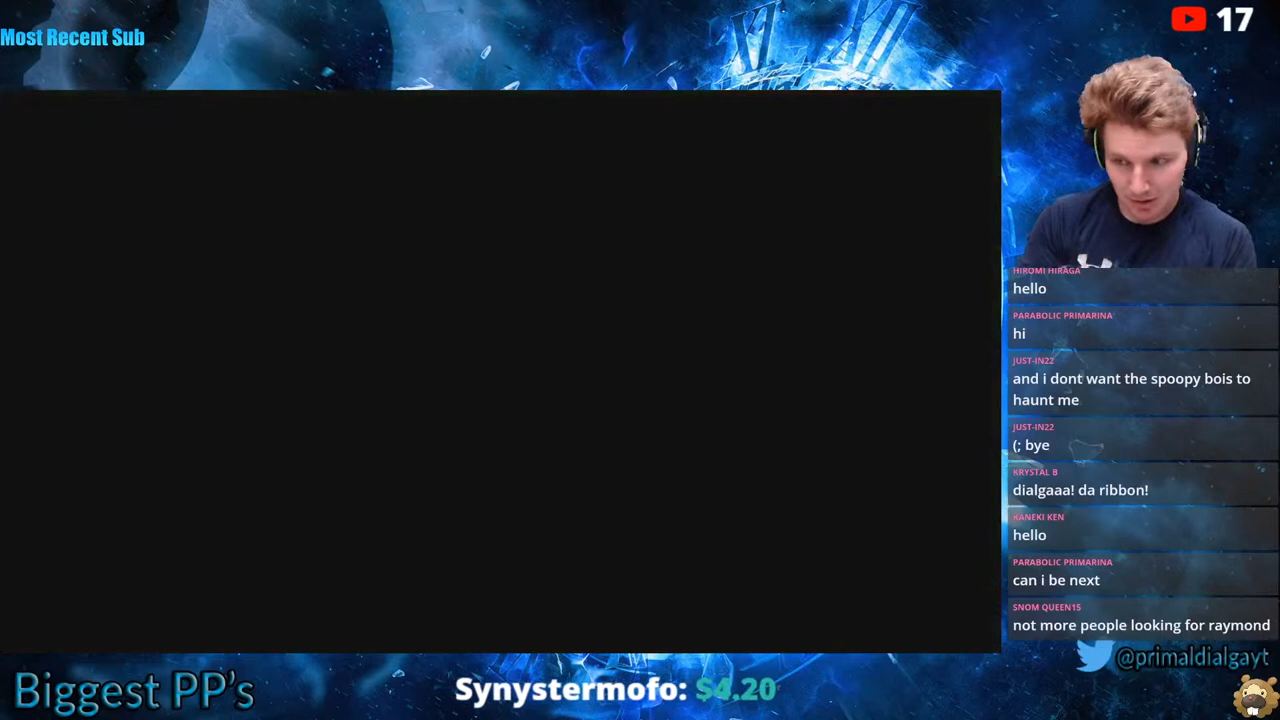 Most Recent Sub
17
HIROMI HIRAGA
hello
PARABOLIC PRIMARINA
hi
JUST-IN22
and i dont want the spoopy bois to
haunt me
JUST-IN22
(; bye
KRYSTAL B
dialgaaa! da ribbon!
KANEKI KEN
hello
PARABOLIC PRIMARINA
can i be next
SNOM QUEEN15
not more people looking for raymond
@primaldialgayt
Biggest PP's
Synystermofo: $4.20